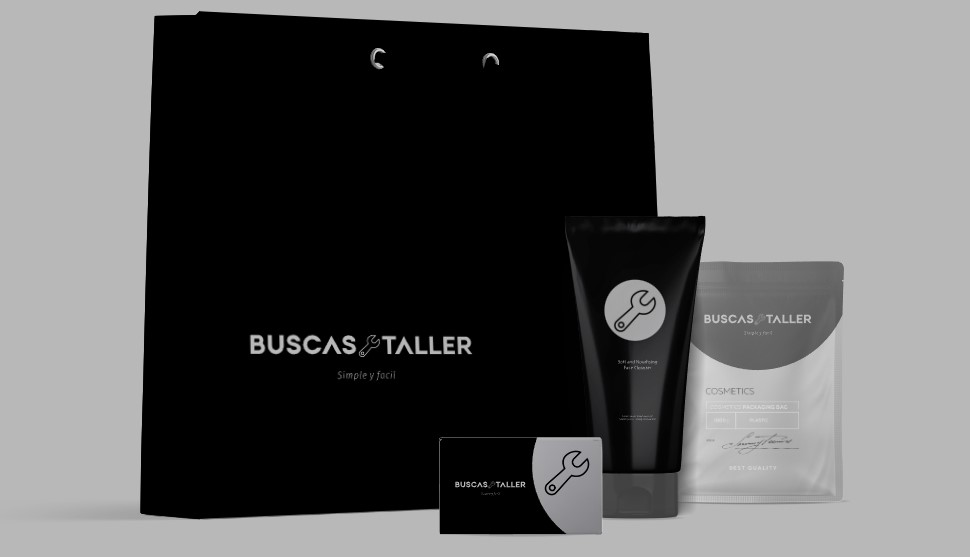 BUSCAS TALLER
Simple y facil
Soft and Nourishing
Face Cleanser
BUSCAS TALLER
Simple y facil
COSMETICS
COSMETICS PACKAGING BAG
BEST QUALITY
BUSCAS TALLER